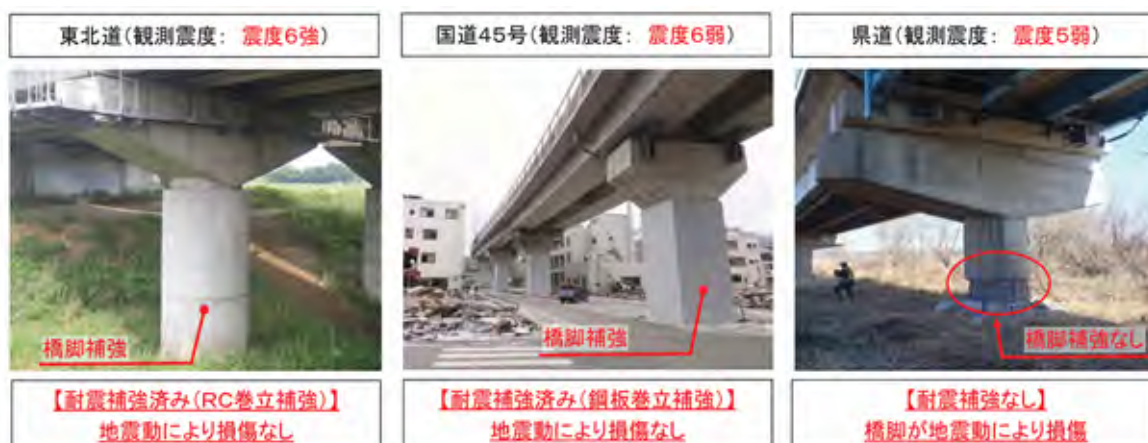 東北道(観測震度: 震度6強)
国道45号(観測震度: 震度6弱)
県道(観測震度: 震度5弱)
橋脚補強
橋脚補強
橋脚補強なし
【耐震補強済み(RC巻立補強)】
地震動により損傷なし
【耐震補強済み(鋼板巻立補強)】
地震動により損傷なし
【耐震補強なし】
橋脚が地震動により損傷